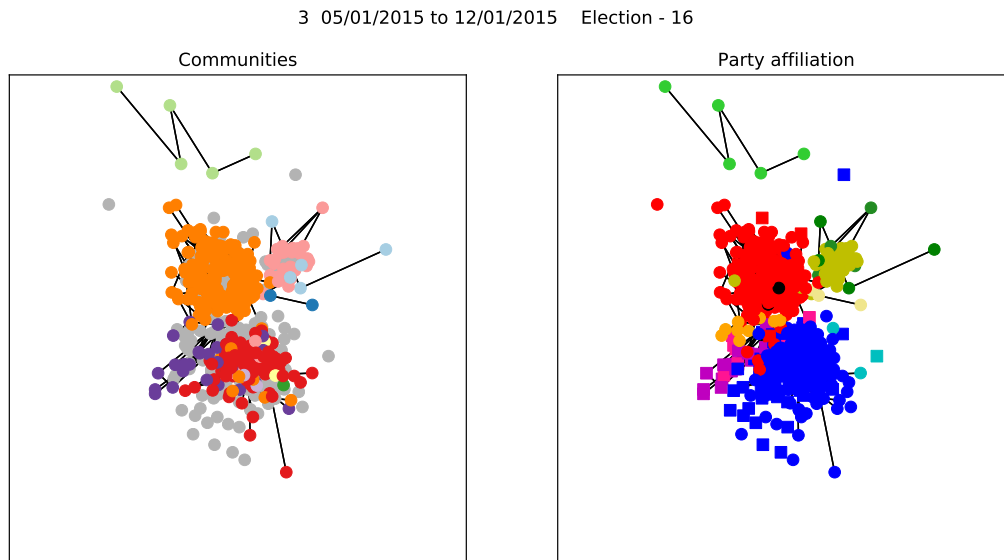 3  05/01/2015 to 12/01/2015    Election - 16
Communities
Party affiliation